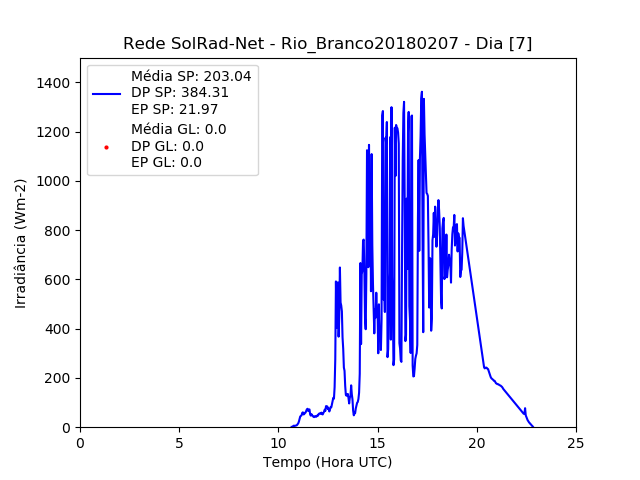 Rede SolRad-Net - Rio_Branco20180207 - Dia [7]
Média SP: 203.04
DP SP: 384.31
EP SP: 21.97
Média GL: 0.0
DP GL: 0.0
EP GL: 0.0
Irradiância (Wm-2)
1400
1200
1000
800
600
400
200
0
0 5 10 15 20 25
Tempo (Hora UTC)